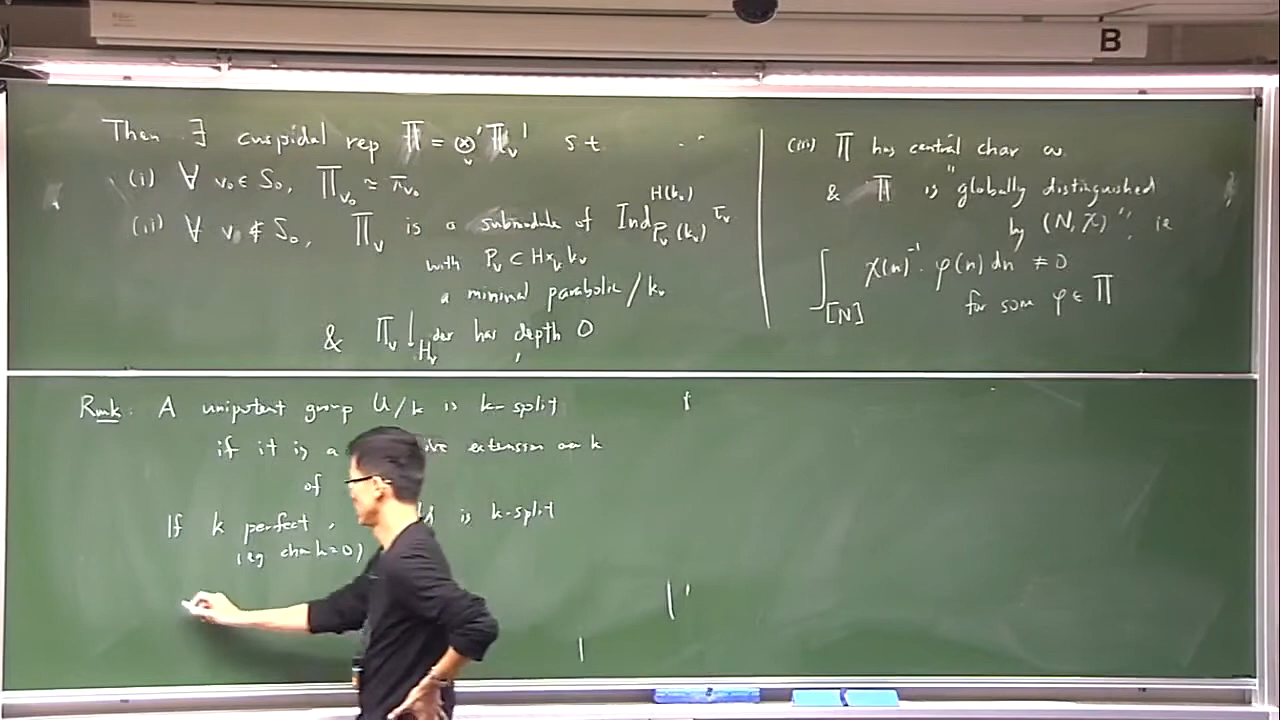 B
Then ∃ cuspidal rep Π = ⊗'_v Π_v s.t.
(i) ∀ v₀ ∈ S₀, Π_{v₀} ≃ π_{v₀}
(ii) ∀ v ∉ S₀, Π_v is a submodule of Ind_{P_v(k_v)}^{H(k_v)} τ_v
with P_v ⊂ H ×_k k_v
a minimal parabolic / k_v
& Π_v ↓_{H_v^{der}} has depth 0
(iii) Π has central char ω
& Π is "globally distinguished
by (N, χ)", ie
∫_{[N]} χ(n)^{-1} · φ(n) dn ≠ 0
for some φ ∈ Π
Rmk: A unipotent group U/k is k-split
if it is a extension k
of
If k perfect, is k-split
(eg char k = 0)